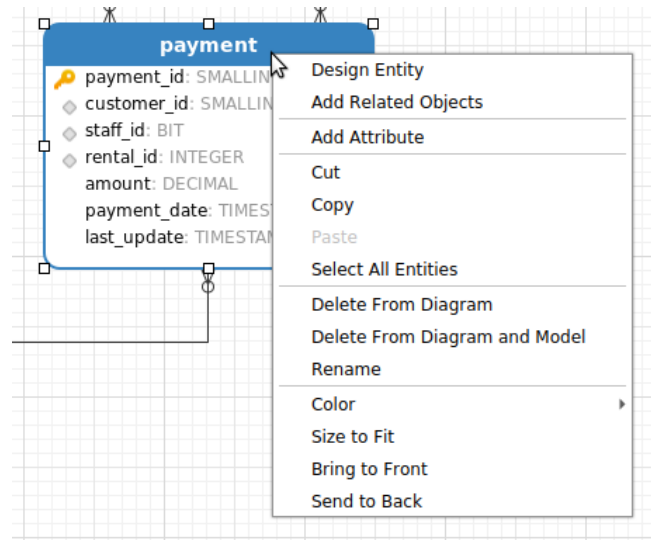 payment
payment_id: SMALLIN
customer_id: SMALLIN
staff_id: BIT
rental_id: INTEGER
amount: DECIMAL
payment_date: TIMES
last_update: TIMESTAM
Design Entity
Add Related Objects
Add Attribute
Cut
Copy
Paste
Select All Entities
Delete From Diagram
Delete From Diagram and Model
Rename
Color
Size to Fit
Bring to Front
Send to Back